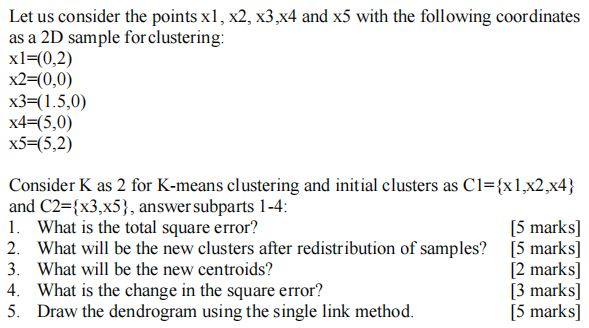 Let us consider the points x1, x2, x3,x4 and x5 with the following coordinates
as a 2D sample for clustering:
x1=(0,2)
x2=(0,0)
x3=(1.5,0)
x4=(5,0)
x5=(5,2)
Consider K as 2 for K-means clustering and initial clusters as C1={x1,x2,x4}
and C2={x3,x5}, answer subparts 1-4:
1. What is the total square error? [5 marks]
2. What will be the new clusters after redistribution of samples? [5 marks]
3. What will be the new centroids? [2 marks]
4. What is the change in the square error? [3 marks]
5. Draw the dendrogram using the single link method. [5 marks]